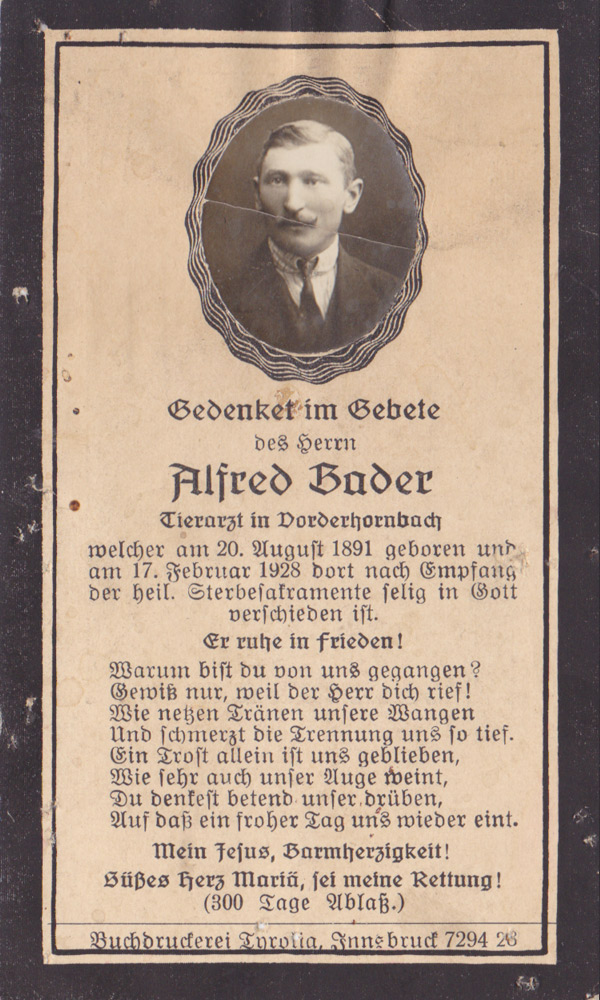 Gedenket im Gebete
des Herrn
Alfred Bader
Tierarzt in Vorderhornbach
welcher am 20. August 1891 geboren und
am 17. Februar 1928 dort nach Empfang
der heil. Sterbesakramente selig in Gott
verschieden ist.
Er ruhe in Frieden!
Warum bist du von uns gegangen?
Gewiß nur, weil der Herr dich rief!
Wie netzen Tränen unsere Wangen
Und schmerzt die Trennung uns so tief.
Ein Trost allein ist uns geblieben,
Wie sehr auch unser Auge weint,
Du denkest betend unser drüben,
Auf daß ein froher Tag uns wieder eint.
Mein Jesus, Barmherzigkeit!
Süßes Herz Mariä, sei meine Rettung!
(300 Tage Ablaß.)
Buchdruckerei Tyrolia, Innsbruck 7294